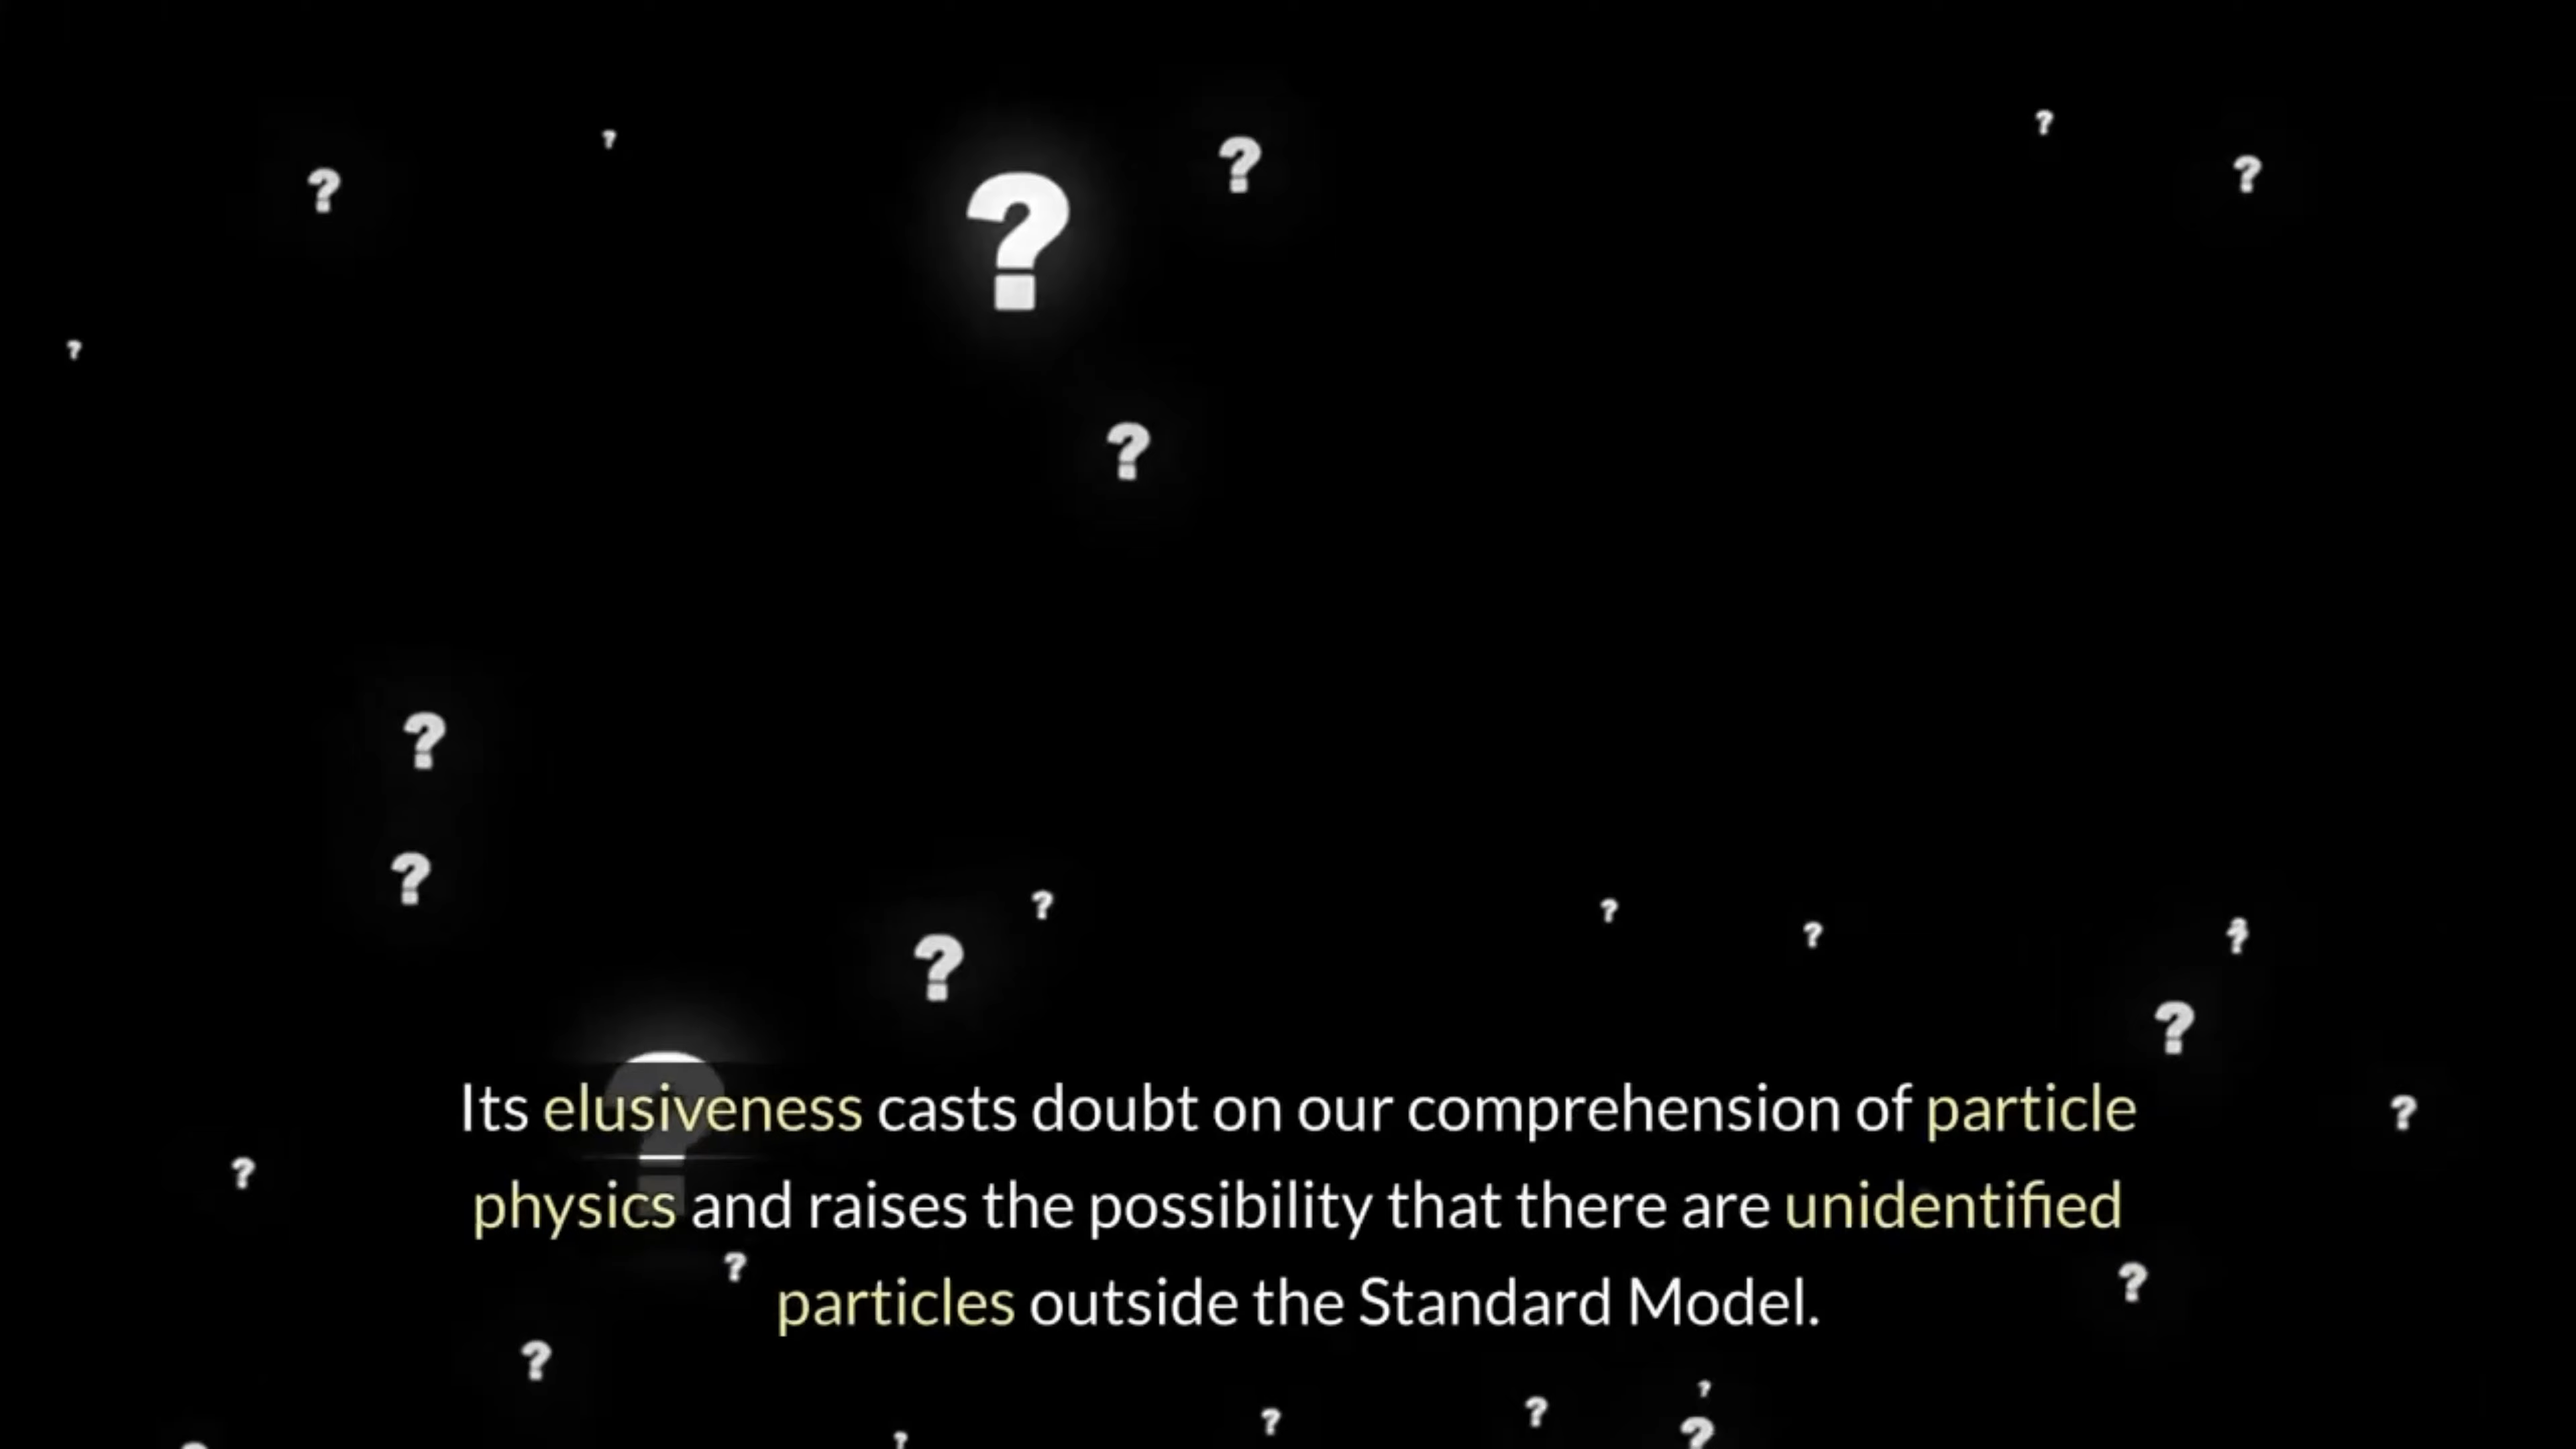 Its elusiveness casts doubt on our comprehension of particle
physics and raises the possibility that there are unidentified
particles outside the Standard Model.